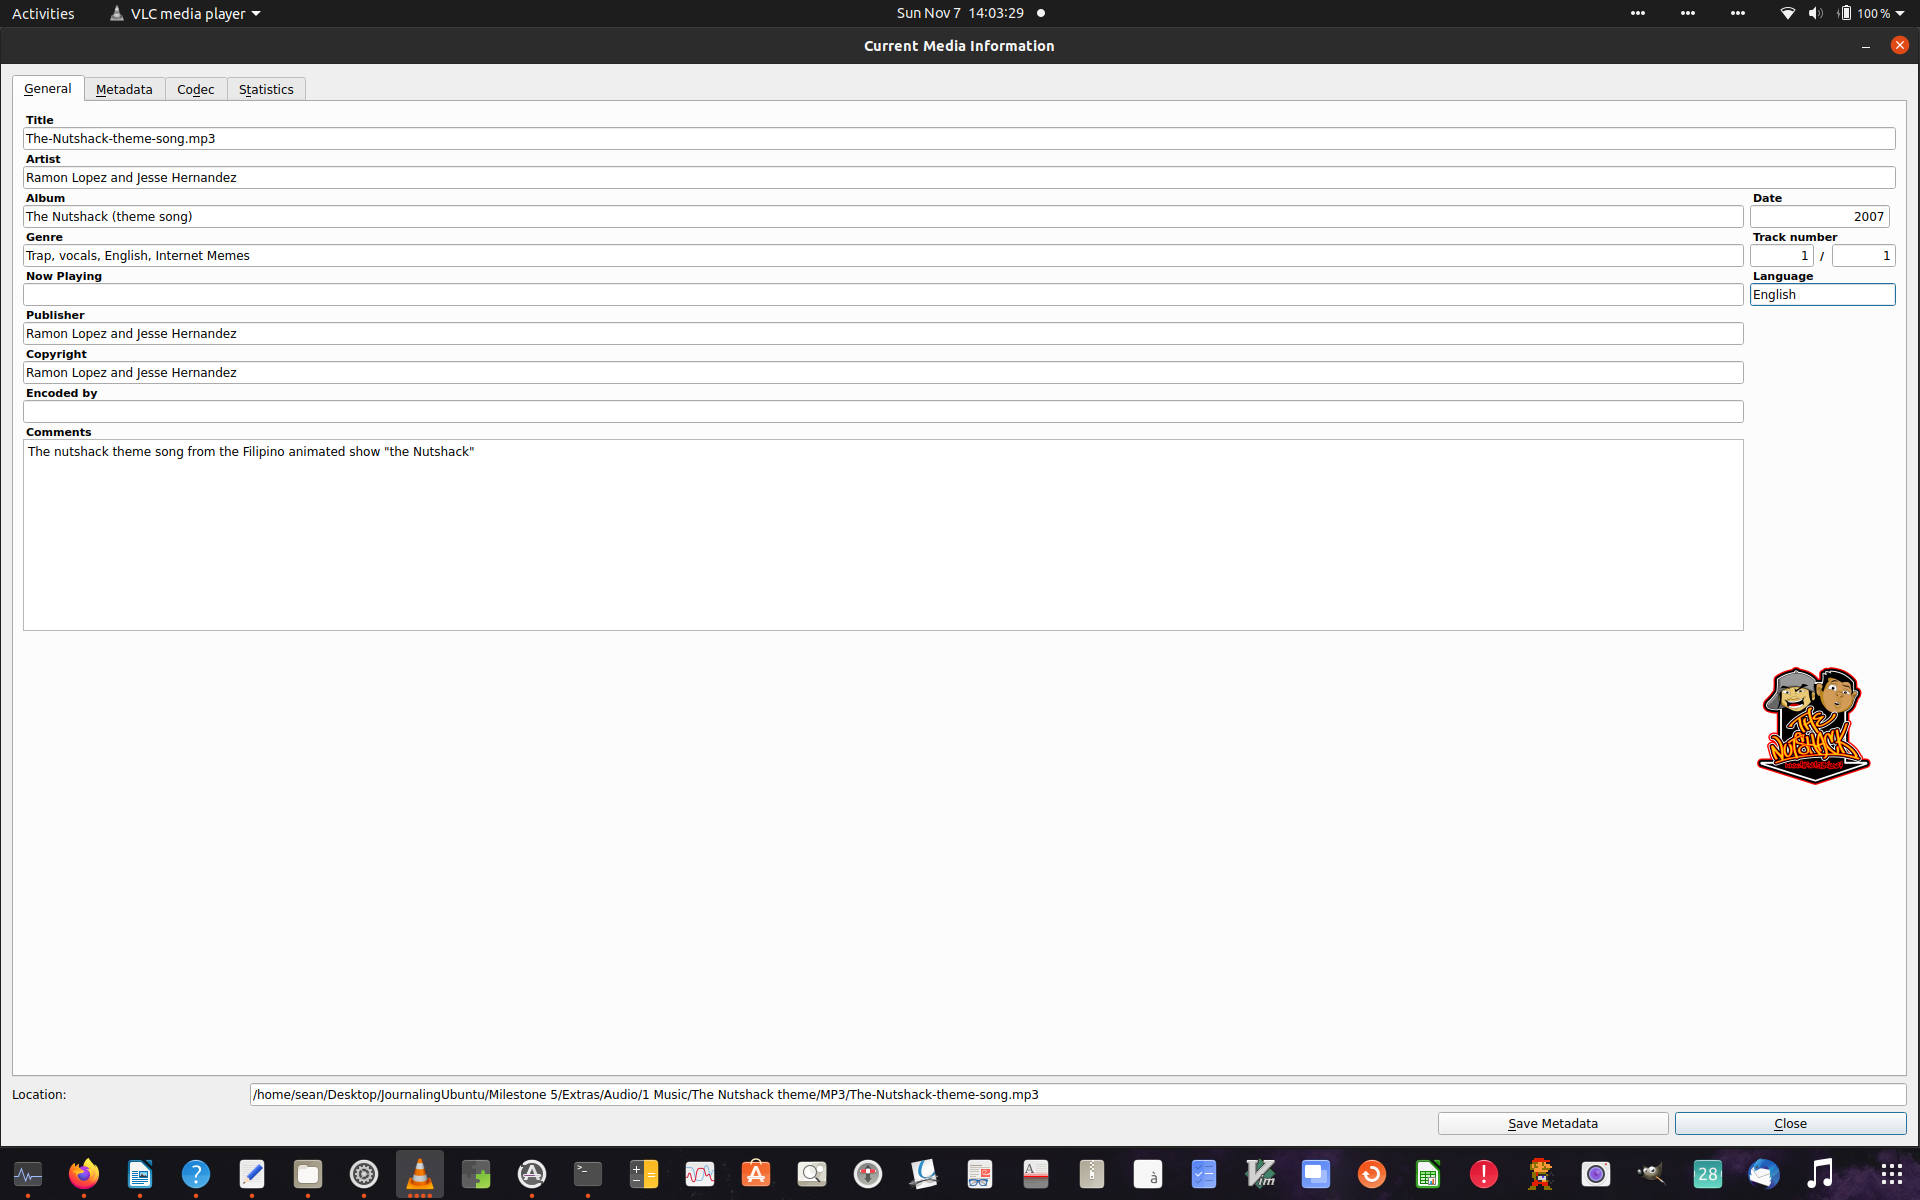 Activities VLC media player Sun Nov 7 14:03:29 100 %
Current Media Information
General Metadata Codec Statistics
Title
The-Nutshack-theme-song.mp3
Artist
Ramon Lopez and Jesse Hernandez
Album Date
The Nutshack (theme song) 2007
Genre Track number
Trap, vocals, English, Internet Memes 1 / 1
Now Playing Language
English
Publisher
Ramon Lopez and Jesse Hernandez
Copyright
Ramon Lopez and Jesse Hernandez
Encoded by
Comments
The nutshack theme song from the Filipino animated show "the Nutshack"
THE
NUTSHACK
Location: /home/sean/Desktop/JournalingUbuntu/Milestone 5/Extras/Audio/1 Music/The Nutshack theme/MP3/The-Nutshack-theme-song.mp3
Save Metadata Close
28